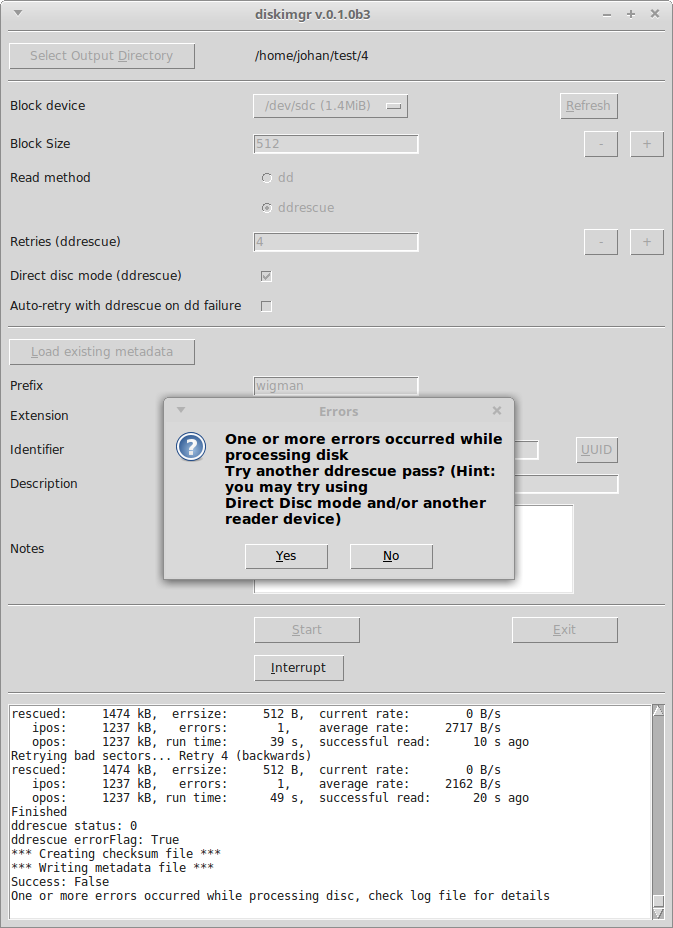 diskimgr v.0.1.0b3
Select Output Directory /home/johan/test/4
Block device /dev/sdc (1.4MiB) Refresh
Block Size 512 - +
Read method dd
ddrescue
Retries (ddrescue) 4 - +
Direct disc mode (ddrescue)
Auto-retry with ddrescue on dd failure
Load existing metadata
Prefix wigman
Extension
Identifier UUID
Description
Notes
Errors
One or more errors occurred while
processing disk
Try another ddrescue pass? (Hint:
you may try using
Direct Disc mode and/or another
reader device)
Yes No
Start Exit
Interrupt
rescued: 1474 kB, errsize: 512 B, current rate: 0 B/s
ipos: 1237 kB, errors: 1, average rate: 2717 B/s
opos: 1237 kB, run time: 39 s, successful read: 10 s ago
Retrying bad sectors... Retry 4 (backwards)
rescued: 1474 kB, errsize: 512 B, current rate: 0 B/s
ipos: 1237 kB, errors: 1, average rate: 2162 B/s
opos: 1237 kB, run time: 49 s, successful read: 20 s ago
Finished
ddrescue status: 0
ddrescue errorFlag: True
*** Creating checksum file ***
*** Writing metadata file ***
Success: False
One or more errors occurred while processing disc, check log file for details